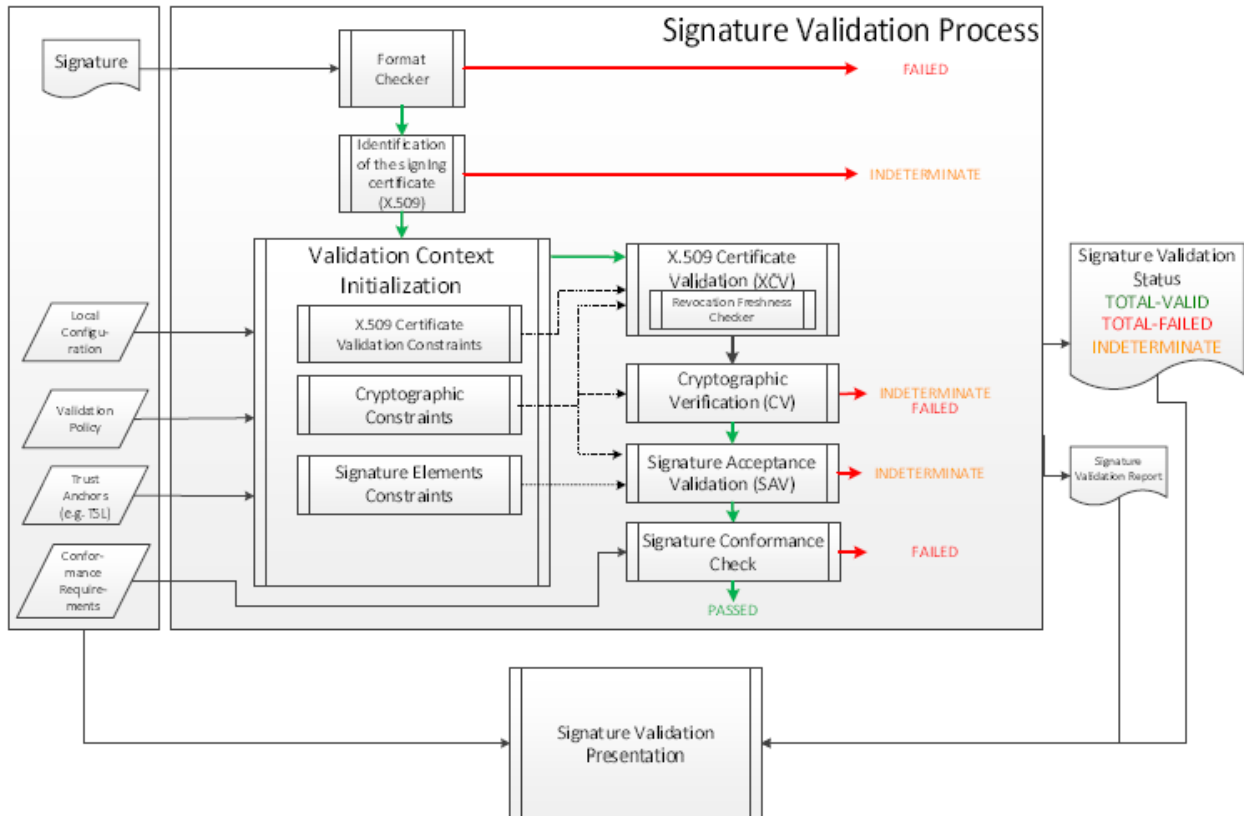 Signature Validation Process
Signature
Format
Checker
FAILED
Identification
of the signing
certificate
(X.509)
INDETERMINATE
Validation Context
Initialization
X.509 Certificate
Validation (XCV)
Revocation Freshness
Checker
Signature Validation
Status
TOTAL-VALID
TOTAL-FAILED
INDETERMINATE
Local
Configu-
ration
X.509 Certificate
Validation Constraints
Validation
Policy
Cryptographic
Constraints
Cryptographic
Verification (CV)
INDETERMINATE
FAILED
Trust
Anchors
(e.g. TSL)
Signature Elements
Constraints
Signature Acceptance
Validation (SAV)
INDETERMINATE
Signature
Validation Report
Confor-
mance
Require-
ments
Signature Conformance
Check
FAILED
PASSED
Signature Validation
Presentation